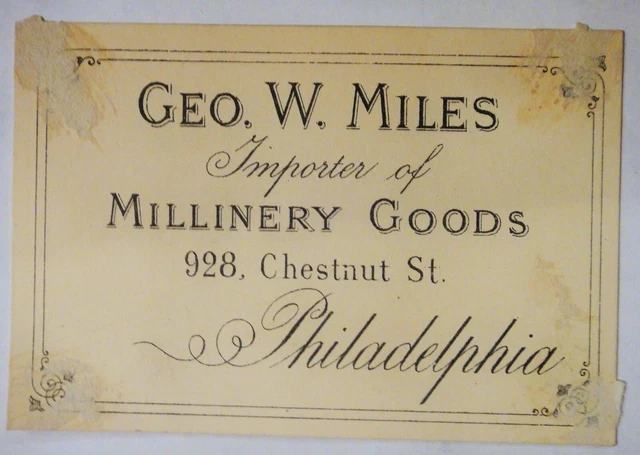 GEO. W. MILES
Importer of
MILLINERY GOODS
928, Chestnut St.
Philadelphia